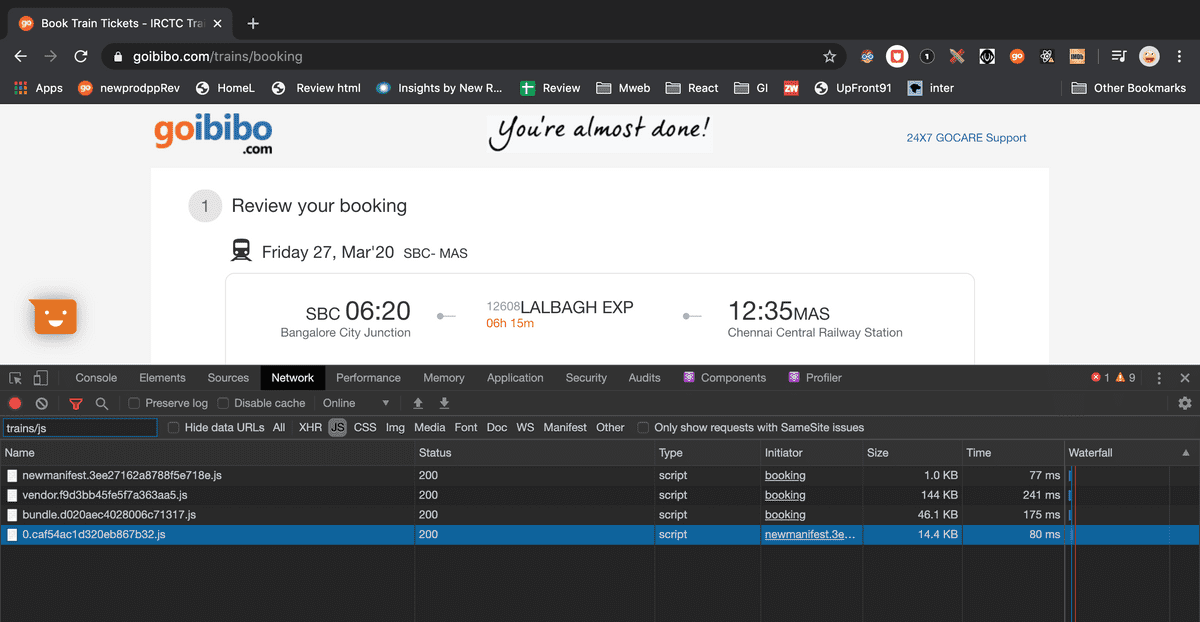 go Book Train Tickets - IRCTC Trai
goibibo.com/trains/booking
Apps go newprodppRev HomeL Review html Insights by New R... Review Mweb React GI ZW UpFront91 inter Other Bookmarks
goibibo.com
You're almost done!
24X7 GOCARE Support
1 Review your booking
Friday 27, Mar'20 SBC- MAS
SBC 06:20 12608LALBAGH EXP 12:35MAS
Bangalore City Junction 06h 15m Chennai Central Railway Station
Console Elements Sources Network Performance Memory Application Security Audits Components Profiler 1 9
Preserve log Disable cache Online
trains/js Hide data URLs All XHR JS CSS Img Media Font Doc WS Manifest Other Only show requests with SameSite issues
Name Status Type Initiator Size Time Waterfall
newmanifest.3ee27162a8788f5e718e.js 200 script booking 1.0 KB 77 ms
vendor.f9d3bb45fe5f7a363aa5.js 200 script booking 144 KB 241 ms
bundle.d020aec4028006c71317.js 200 script booking 46.1 KB 175 ms
0.caf54ac1d320eb867b32.js 200 script newmanifest.3e... 14.4 KB 80 ms